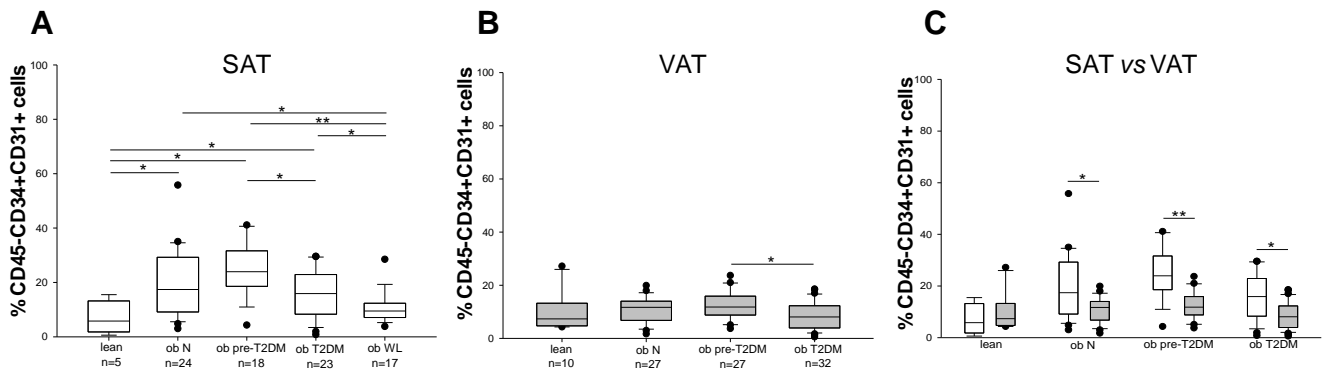 A
SAT
% CD45-CD34+CD31+ cells
100
80
60
40
20
0
*
**
*
*
*
*
*
lean
n=5
ob N
n=24
ob pre-T2DM
n=18
ob T2DM
n=23
ob WL
n=17
B
VAT
% CD45-CD34+CD31+ cells
100
80
60
40
20
0
*
lean
n=10
ob N
n=27
ob pre-T2DM
n=27
ob T2DM
n=32
C
SAT vs VAT
% CD45-CD34+CD31+ cells
100
80
60
40
20
0
*
**
*
lean
ob N
ob pre-T2DM
ob T2DM